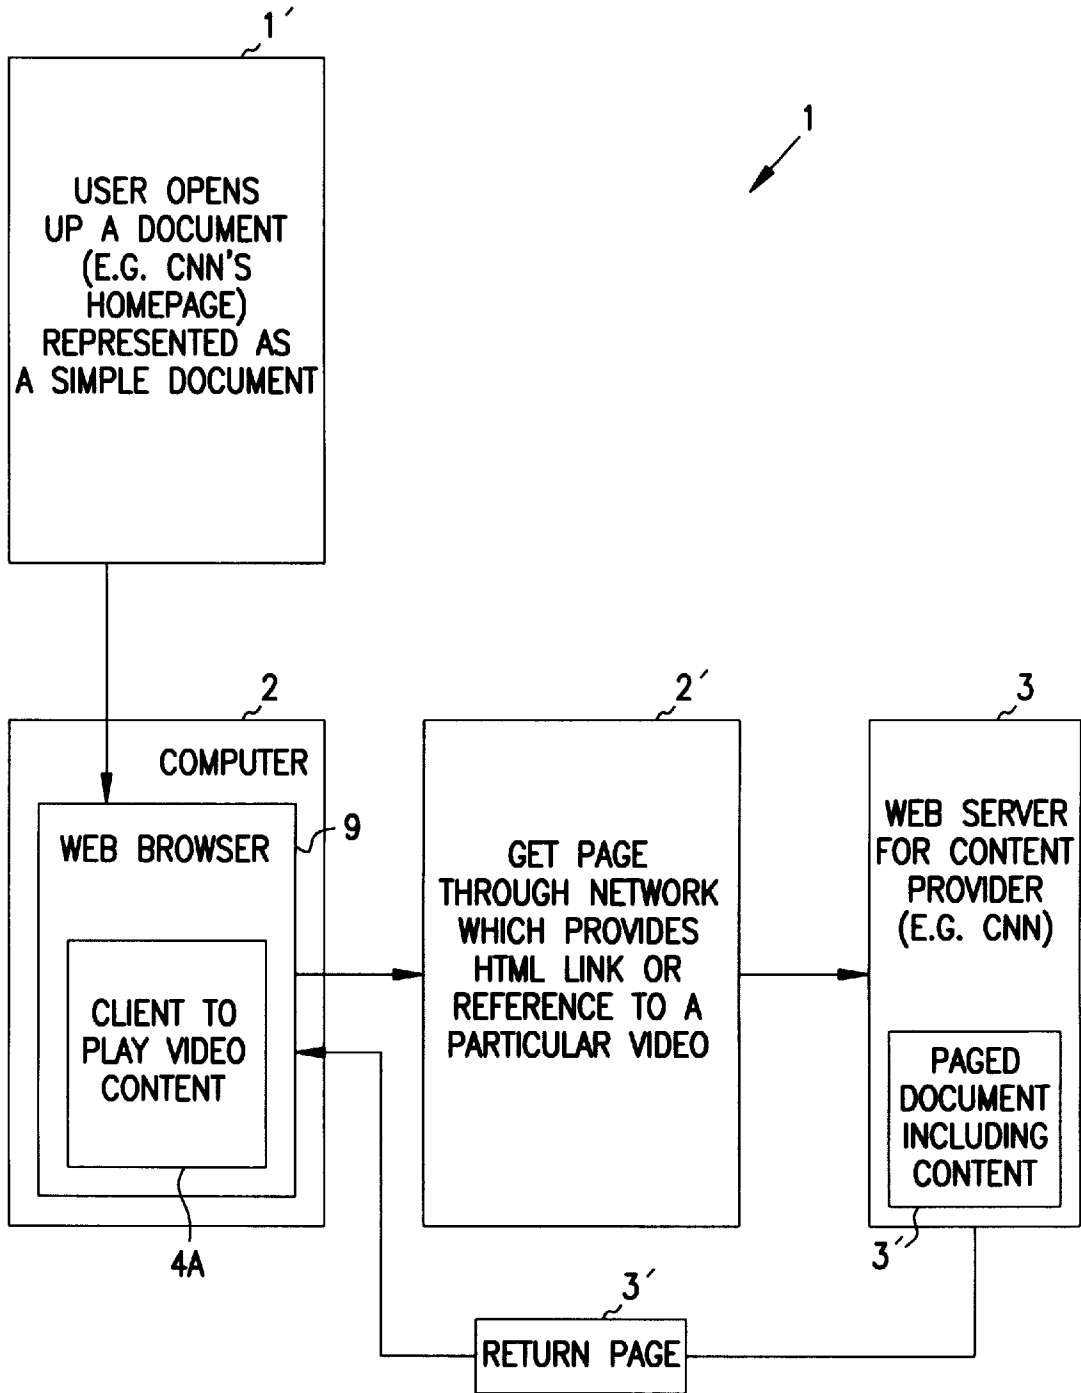 1′
1
USER OPENS
UP A DOCUMENT
(E.G. CNN'S
HOMEPAGE)
REPRESENTED AS
A SIMPLE DOCUMENT
2
COMPUTER
WEB BROWSER
9
CLIENT TO
PLAY VIDEO
CONTENT
4A
2′
GET PAGE
THROUGH NETWORK
WHICH PROVIDES
HTML LINK OR
REFERENCE TO A
PARTICULAR VIDEO
3
WEB SERVER
FOR CONTENT
PROVIDER
(E.G. CNN)
PAGED
DOCUMENT
INCLUDING
CONTENT
3′
3′
RETURN PAGE